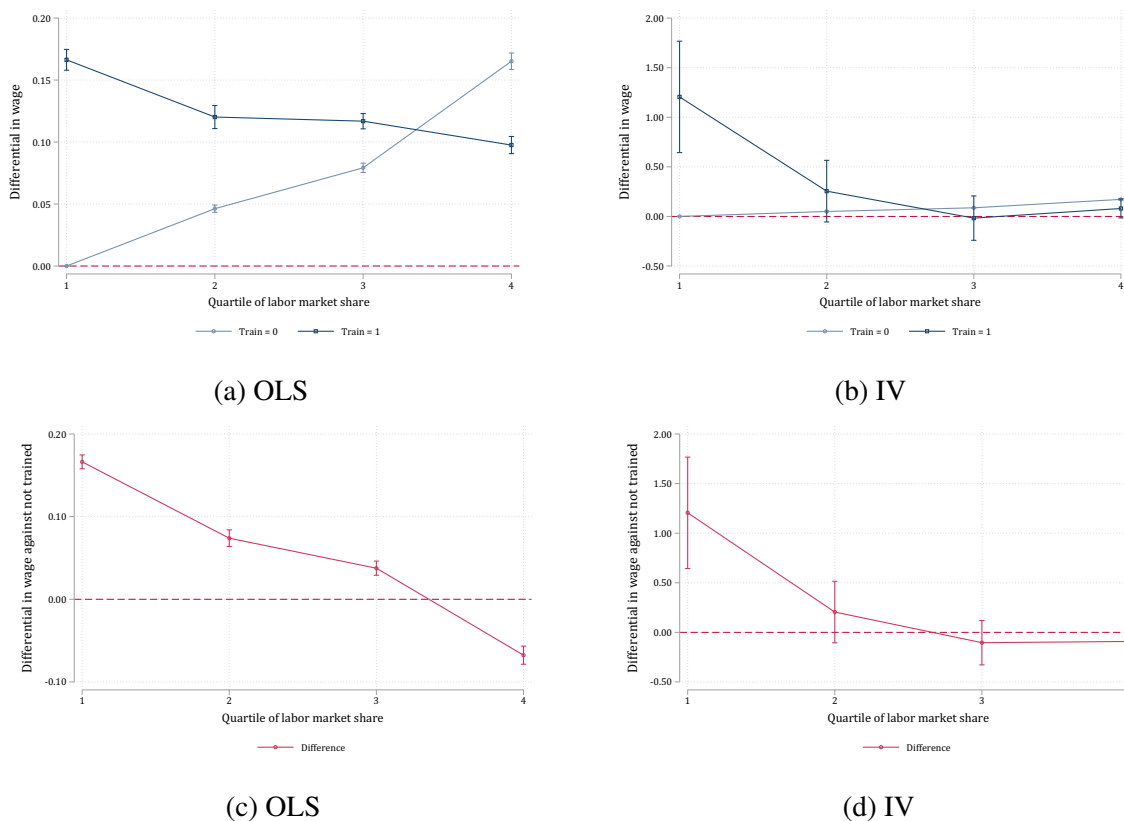 Differential in wage
0.20
0.15
0.10
0.05
0.00
1 2 3 4
Quartile of labor market share
Train = 0 Train = 1
(a) OLS
Differential in wage
2.00
1.50
1.00
0.50
0.00
-0.50
1 2 3 4
Quartile of labor market share
Train = 0 Train = 1
(b) IV
Differential in wage against not trained
0.20
0.10
0.00
-0.10
1 2 3 4
Quartile of labor market share
Difference
(c) OLS
Differential in wage against not trained
2.00
1.50
1.00
0.50
0.00
-0.50
1 2 3
Quartile of labor market share
Difference
(d) IV